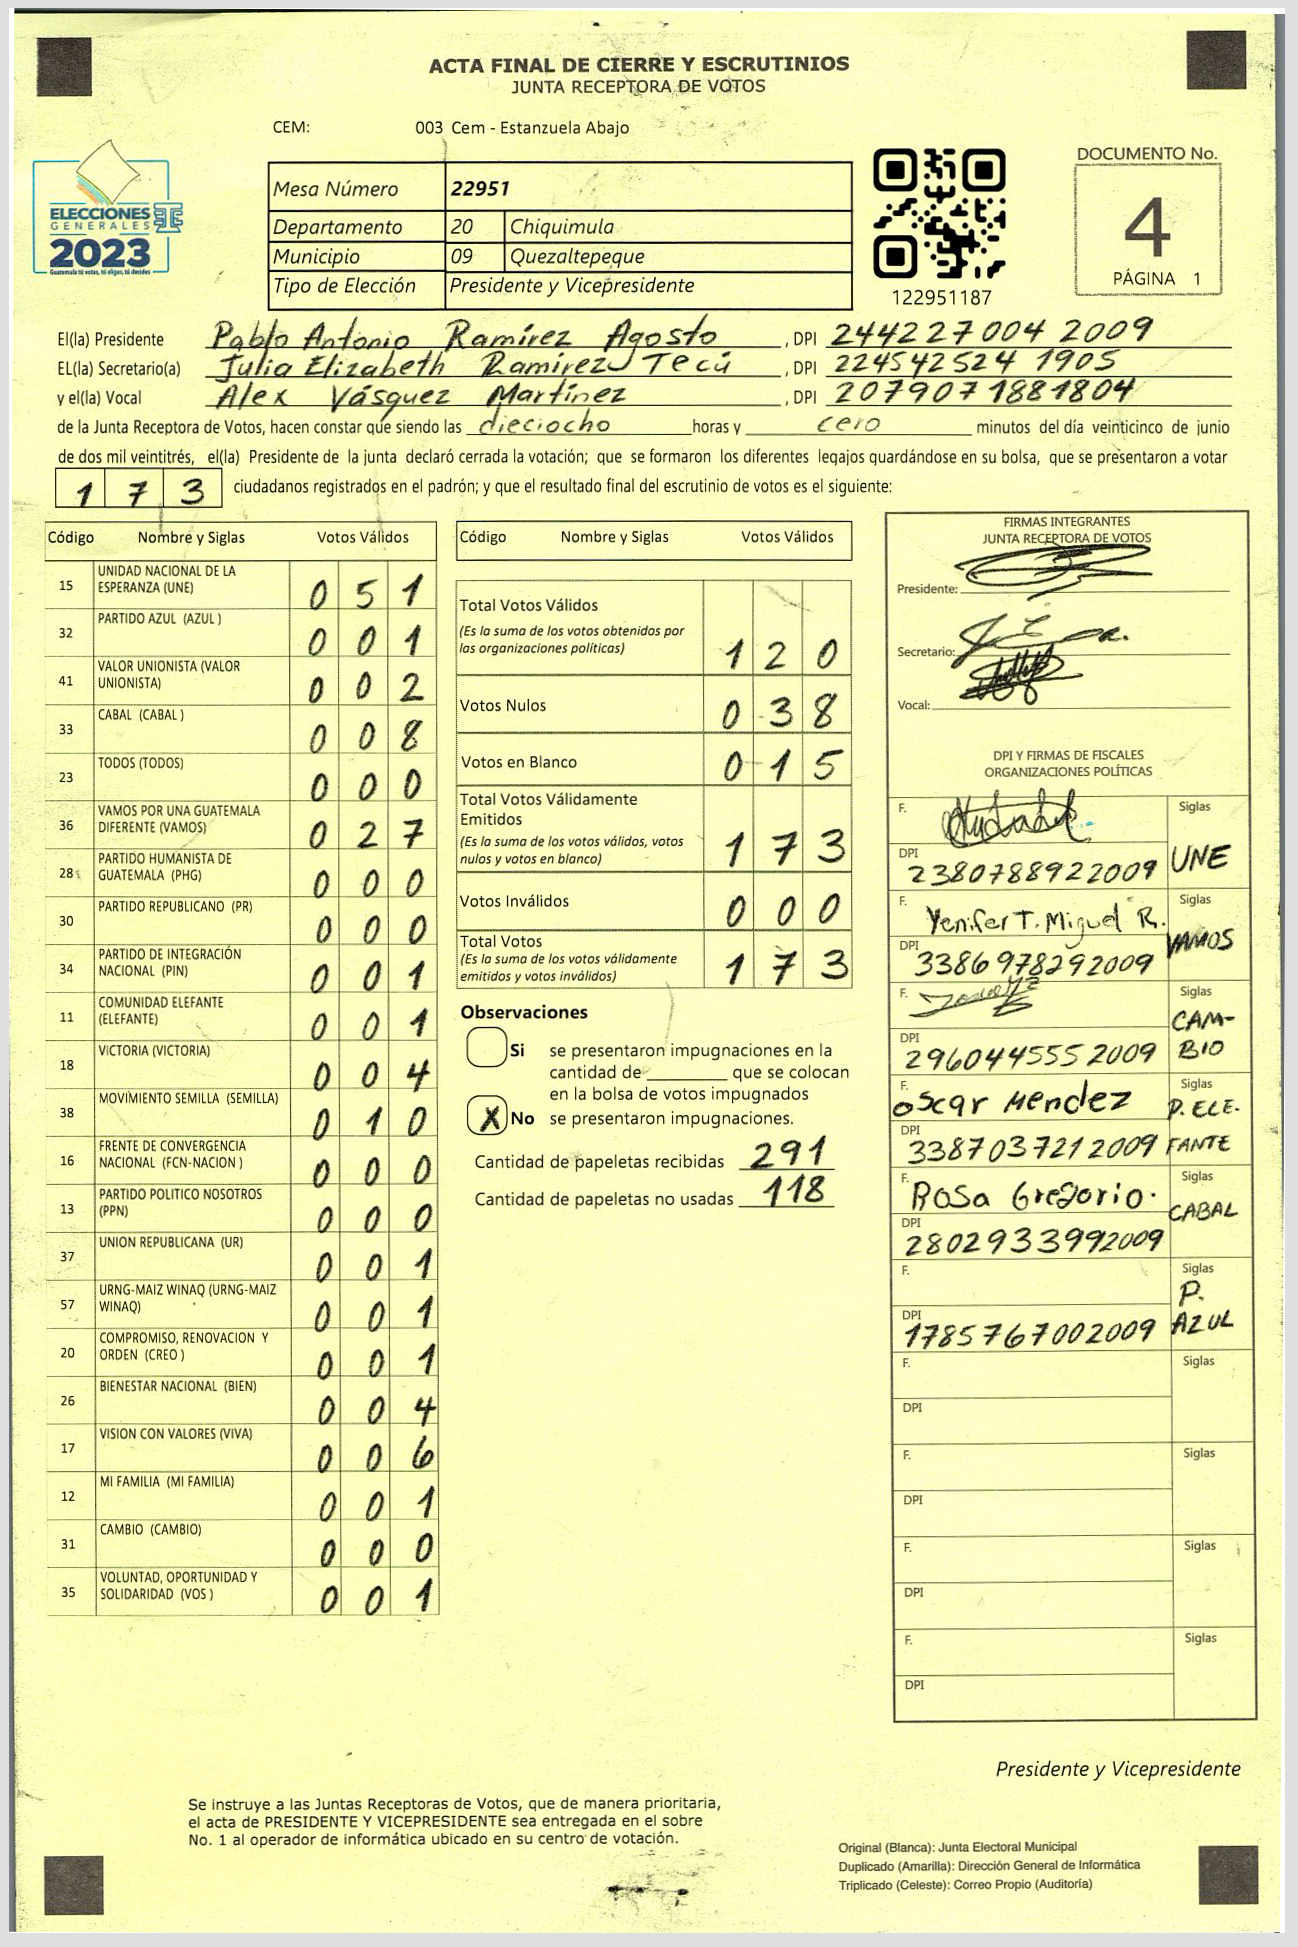 ACTA FINAL DE CIERRE Y ESCRUTINIOS
JUNTA RECEPTORA DE VOTOS
CEM: 003 Cem - Estanzuela Abajo
ELECCIONES
GENERALES
2023
Guatemala tú votas, tú eliges, tú decides
Mesa Número 22951
Departamento 20 Chiquimula
Municipio 09 Quezaltepeque
Tipo de Elección Presidente y Vicepresidente
122951187
DOCUMENTO No.
4
PÁGINA 1
El(la) Presidente Pablo Antonio Ramírez Agosto , DPI 244227004 2009
EL(la) Secretario(a) Julia Elizabeth Ramírez Tecú , DPI 224542524 1905
y el(la) Vocal Alex Vásquez Martínez , DPI 2079071881804
de la Junta Receptora de Votos, hacen constar que siendo las dieciocho horas y cero minutos del día veinticinco de junio
de dos mil veintitrés, el(la) Presidente de la junta declaró cerrada la votación; que se formaron los diferentes legajos guardándose en su bolsa, que se presentaron a votar
1 7 3 ciudadanos registrados en el padrón; y que el resultado final del escrutinio de votos es el siguiente:
Código Nombre y Siglas Votos Válidos
15 UNIDAD NACIONAL DE LA
ESPERANZA (UNE) 0 5 1
32 PARTIDO AZUL (AZUL ) 0 0 1
41 VALOR UNIONISTA (VALOR
UNIONISTA) 0 0 2
33 CABAL (CABAL ) 0 0 8
23 TODOS (TODOS) 0 0 0
36 VAMOS POR UNA GUATEMALA
DIFERENTE (VAMOS) 0 2 7
28 PARTIDO HUMANISTA DE
GUATEMALA (PHG) 0 0 0
30 PARTIDO REPUBLICANO (PR) 0 0 0
34 PARTIDO DE INTEGRACIÓN
NACIONAL (PIN) 0 0 1
11 COMUNIDAD ELEFANTE
(ELEFANTE) 0 0 1
18 VICTORIA (VICTORIA) 0 0 4
38 MOVIMIENTO SEMILLA (SEMILLA) 0 1 0
16 FRENTE DE CONVERGENCIA
NACIONAL (FCN-NACION ) 0 0 0
13 PARTIDO POLITICO NOSOTROS
(PPN) 0 0 0
37 UNION REPUBLICANA (UR) 0 0 1
57 URNG-MAIZ WINAQ (URNG-MAIZ
WINAQ) 0 0 1
20 COMPROMISO, RENOVACION Y
ORDEN (CREO ) 0 0 1
26 BIENESTAR NACIONAL (BIEN) 0 0 4
17 VISION CON VALORES (VIVA) 0 0 6
12 MI FAMILIA (MI FAMILIA) 0 0 1
31 CAMBIO (CAMBIO) 0 0 0
35 VOLUNTAD, OPORTUNIDAD Y
SOLIDARIDAD (VOS ) 0 0 1
Código Nombre y Siglas Votos Válidos
Total Votos Válidos
(Es la suma de los votos obtenidos por
las organizaciones políticas) 1 2 0
Votos Nulos 0 3 8
Votos en Blanco 0 1 5
Total Votos Válidamente
Emitidos
(Es la suma de los votos válidos, votos
nulos y votos en blanco) 1 7 3
Votos Inválidos 0 0 0
Total Votos
(Es la suma de los votos válidamente
emitidos y votos inválidos) 1 7 3
Observaciones
Si se presentaron impugnaciones en la
cantidad de ________ que se colocan
en la bolsa de votos impugnados
X No se presentaron impugnaciones.
Cantidad de papeletas recibidas 291
Cantidad de papeletas no usadas 118
FIRMAS INTEGRANTES
JUNTA RECEPTORA DE VOTOS
Presidente:
Secretario:
Vocal:
DPI Y FIRMAS DE FISCALES
ORGANIZACIONES POLÍTICAS
F. Siglas
UNE
DPI
2380788922009
F. Yenifer T. Miguel R. Siglas
VAMOS
DPI
3386978292009
F. Siglas
CAM-
BIO
DPI
2960445552009
F. Oscar Mendez Siglas
P. ELE-
FANTE
DPI
3387037212009
F. Rosa Gregorio. Siglas
CABAL
DPI
2802933992009
F. Siglas
P.
AZUL
DPI
1785767002009
F. Siglas
DPI
F. Siglas
DPI
F. Siglas
DPI
F. Siglas
DPI
Presidente y Vicepresidente
Se instruye a las Juntas Receptoras de Votos, que de manera prioritaria,
el acta de PRESIDENTE Y VICEPRESIDENTE sea entregada en el sobre
No. 1 al operador de informática ubicado en su centro de votación.
Original (Blanca): Junta Electoral Municipal
Duplicado (Amarilla): Dirección General de Informática
Triplicado (Celeste): Correo Propio (Auditoría)